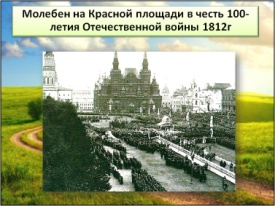 Молебен на Красной площади в честь 100-
летия Отечественной войны 1812г